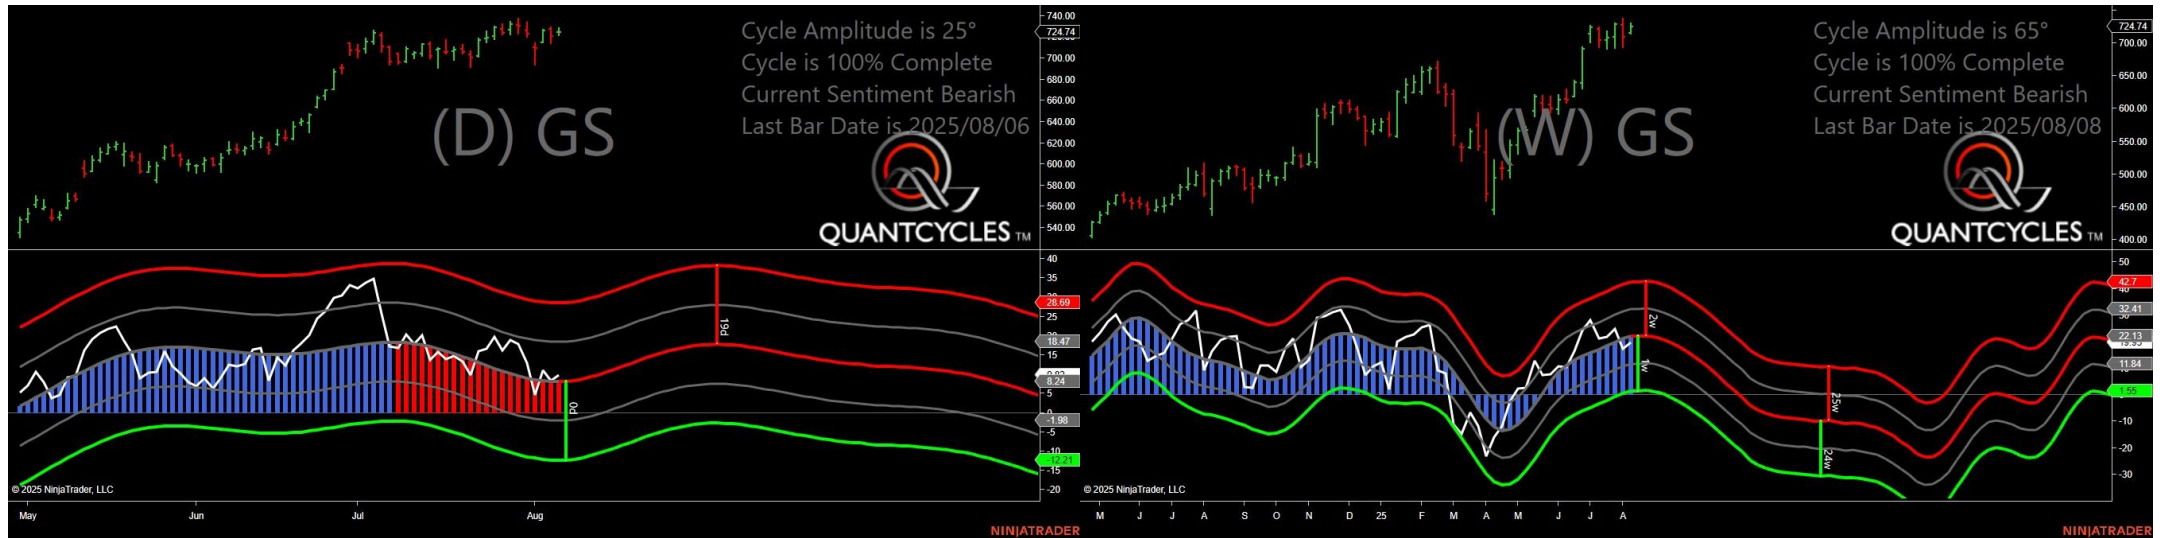 Cycle Amplitude is 25°
Cycle is 100% Complete
Current Sentiment Bearish
Last Bar Date is 2025/08/06
(D) GS
QUANTCYCLES TM
740.00
724.74
700.00
680.00
660.00
640.00
620.00
600.00
580.00
560.00
540.00
40
35
28.69
25
18.47
15
8.24
5
-1.98
-5
-10
-12.21
-15
-20
19d
0d
© 2025 NinjaTrader, LLC
May Jun Jul Aug
NINJATRADER
Cycle Amplitude is 65°
Cycle is 100% Complete
Current Sentiment Bearish
Last Bar Date is 2025/08/08
(W) GS
QUANTCYCLES TM
724.74
700.00
650.00
600.00
550.00
500.00
450.00
400.00
50
42.7
32.41
22.13
11.84
1.55
-10
-20
-30
2w
1w
25w
24w
© 2025 NinjaTrader, LLC
M J J A S O N D 25 F M A M J J A
NINJATRADER